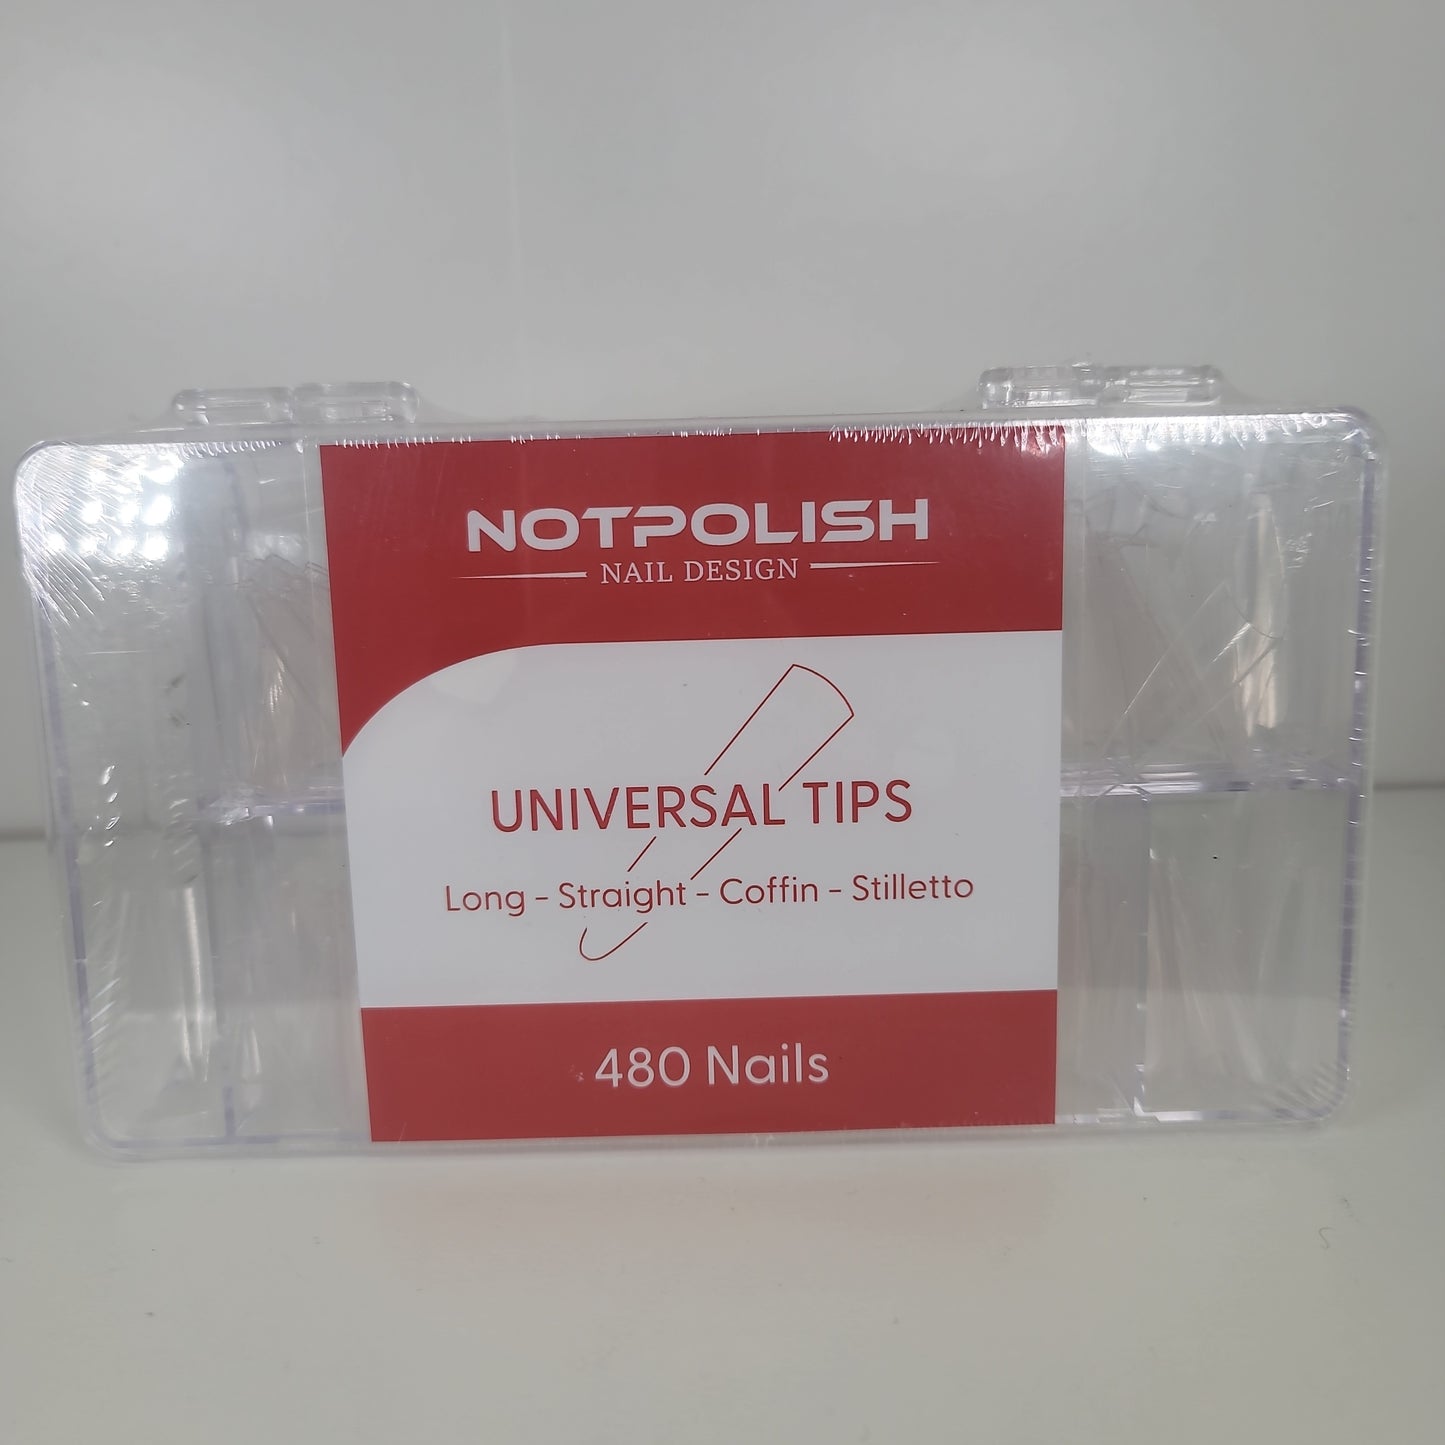 NOTPOLISH
NAIL DESIGN
UNIVERSAL TIPS
Long - Straight - Coffin - Stilletto
480 Nails